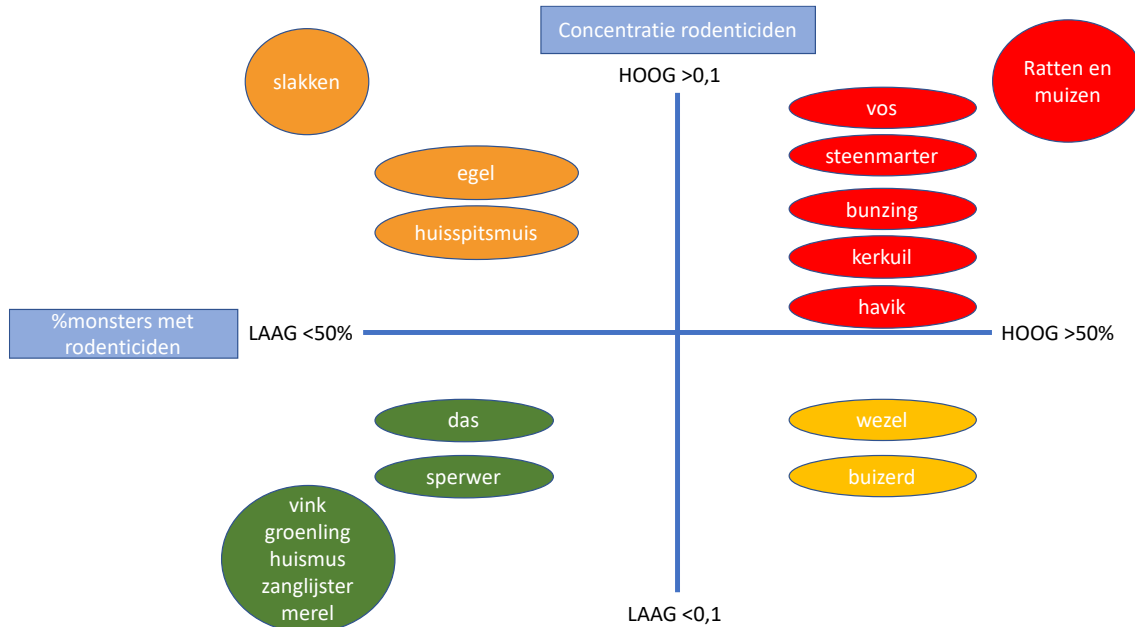 Concentratie rodenticiden
HOOG >0,1
slakken
Ratten en
muizen
vos
steenmarter
egel
bunzing
huisspitsmuis
kerkuil
havik
%monsters met
rodenticiden
LAAG <50%
HOOG >50%
das
wezel
sperwer
buizerd
vink
groenling
huismus
zanglijster
merel
LAAG <0,1